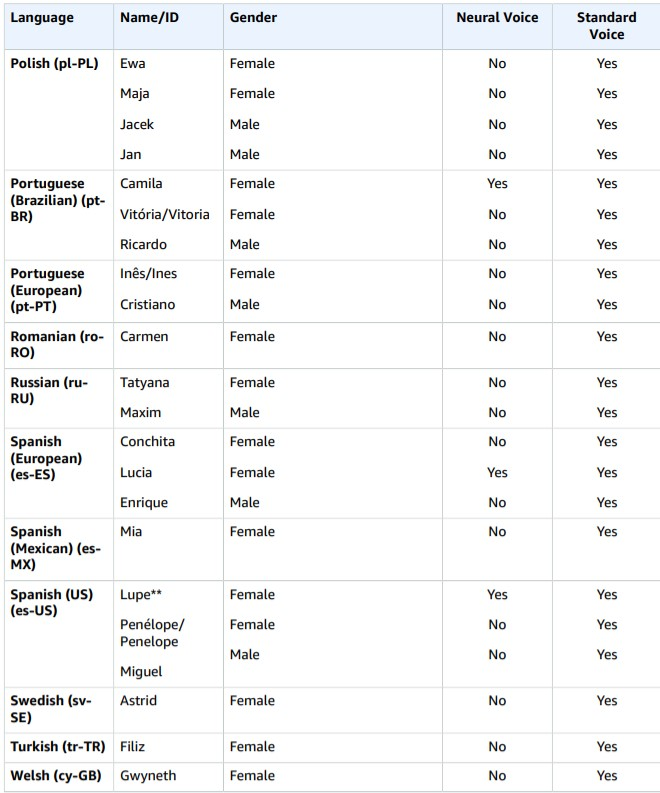 Language Name/ID Gender Neural Voice Standard Voice
Polish (pl-PL) Ewa Female No Yes
Maja Female No Yes
Jacek Male No Yes
Jan Male No Yes
Portuguese (Brazilian) (pt-BR) Camila Female Yes Yes
Vitória/Vitoria Female No Yes
Ricardo Male No Yes
Portuguese (European) (pt-PT) Inês/Ines Female No Yes
Cristiano Male No Yes
Romanian (ro-RO) Carmen Female No Yes
Russian (ru-RU) Tatyana Female No Yes
Maxim Male No Yes
Spanish (European) (es-ES) Conchita Female No Yes
Lucia Female Yes Yes
Enrique Male No Yes
Spanish (Mexican) (es-MX) Mia Female No Yes
Spanish (US) (es-US) Lupe** Female Yes Yes
Penélope/Penelope Female No Yes
Miguel Male No Yes
Swedish (sv-SE) Astrid Female No Yes
Turkish (tr-TR) Filiz Female No Yes
Welsh (cy-GB) Gwyneth Female No Yes